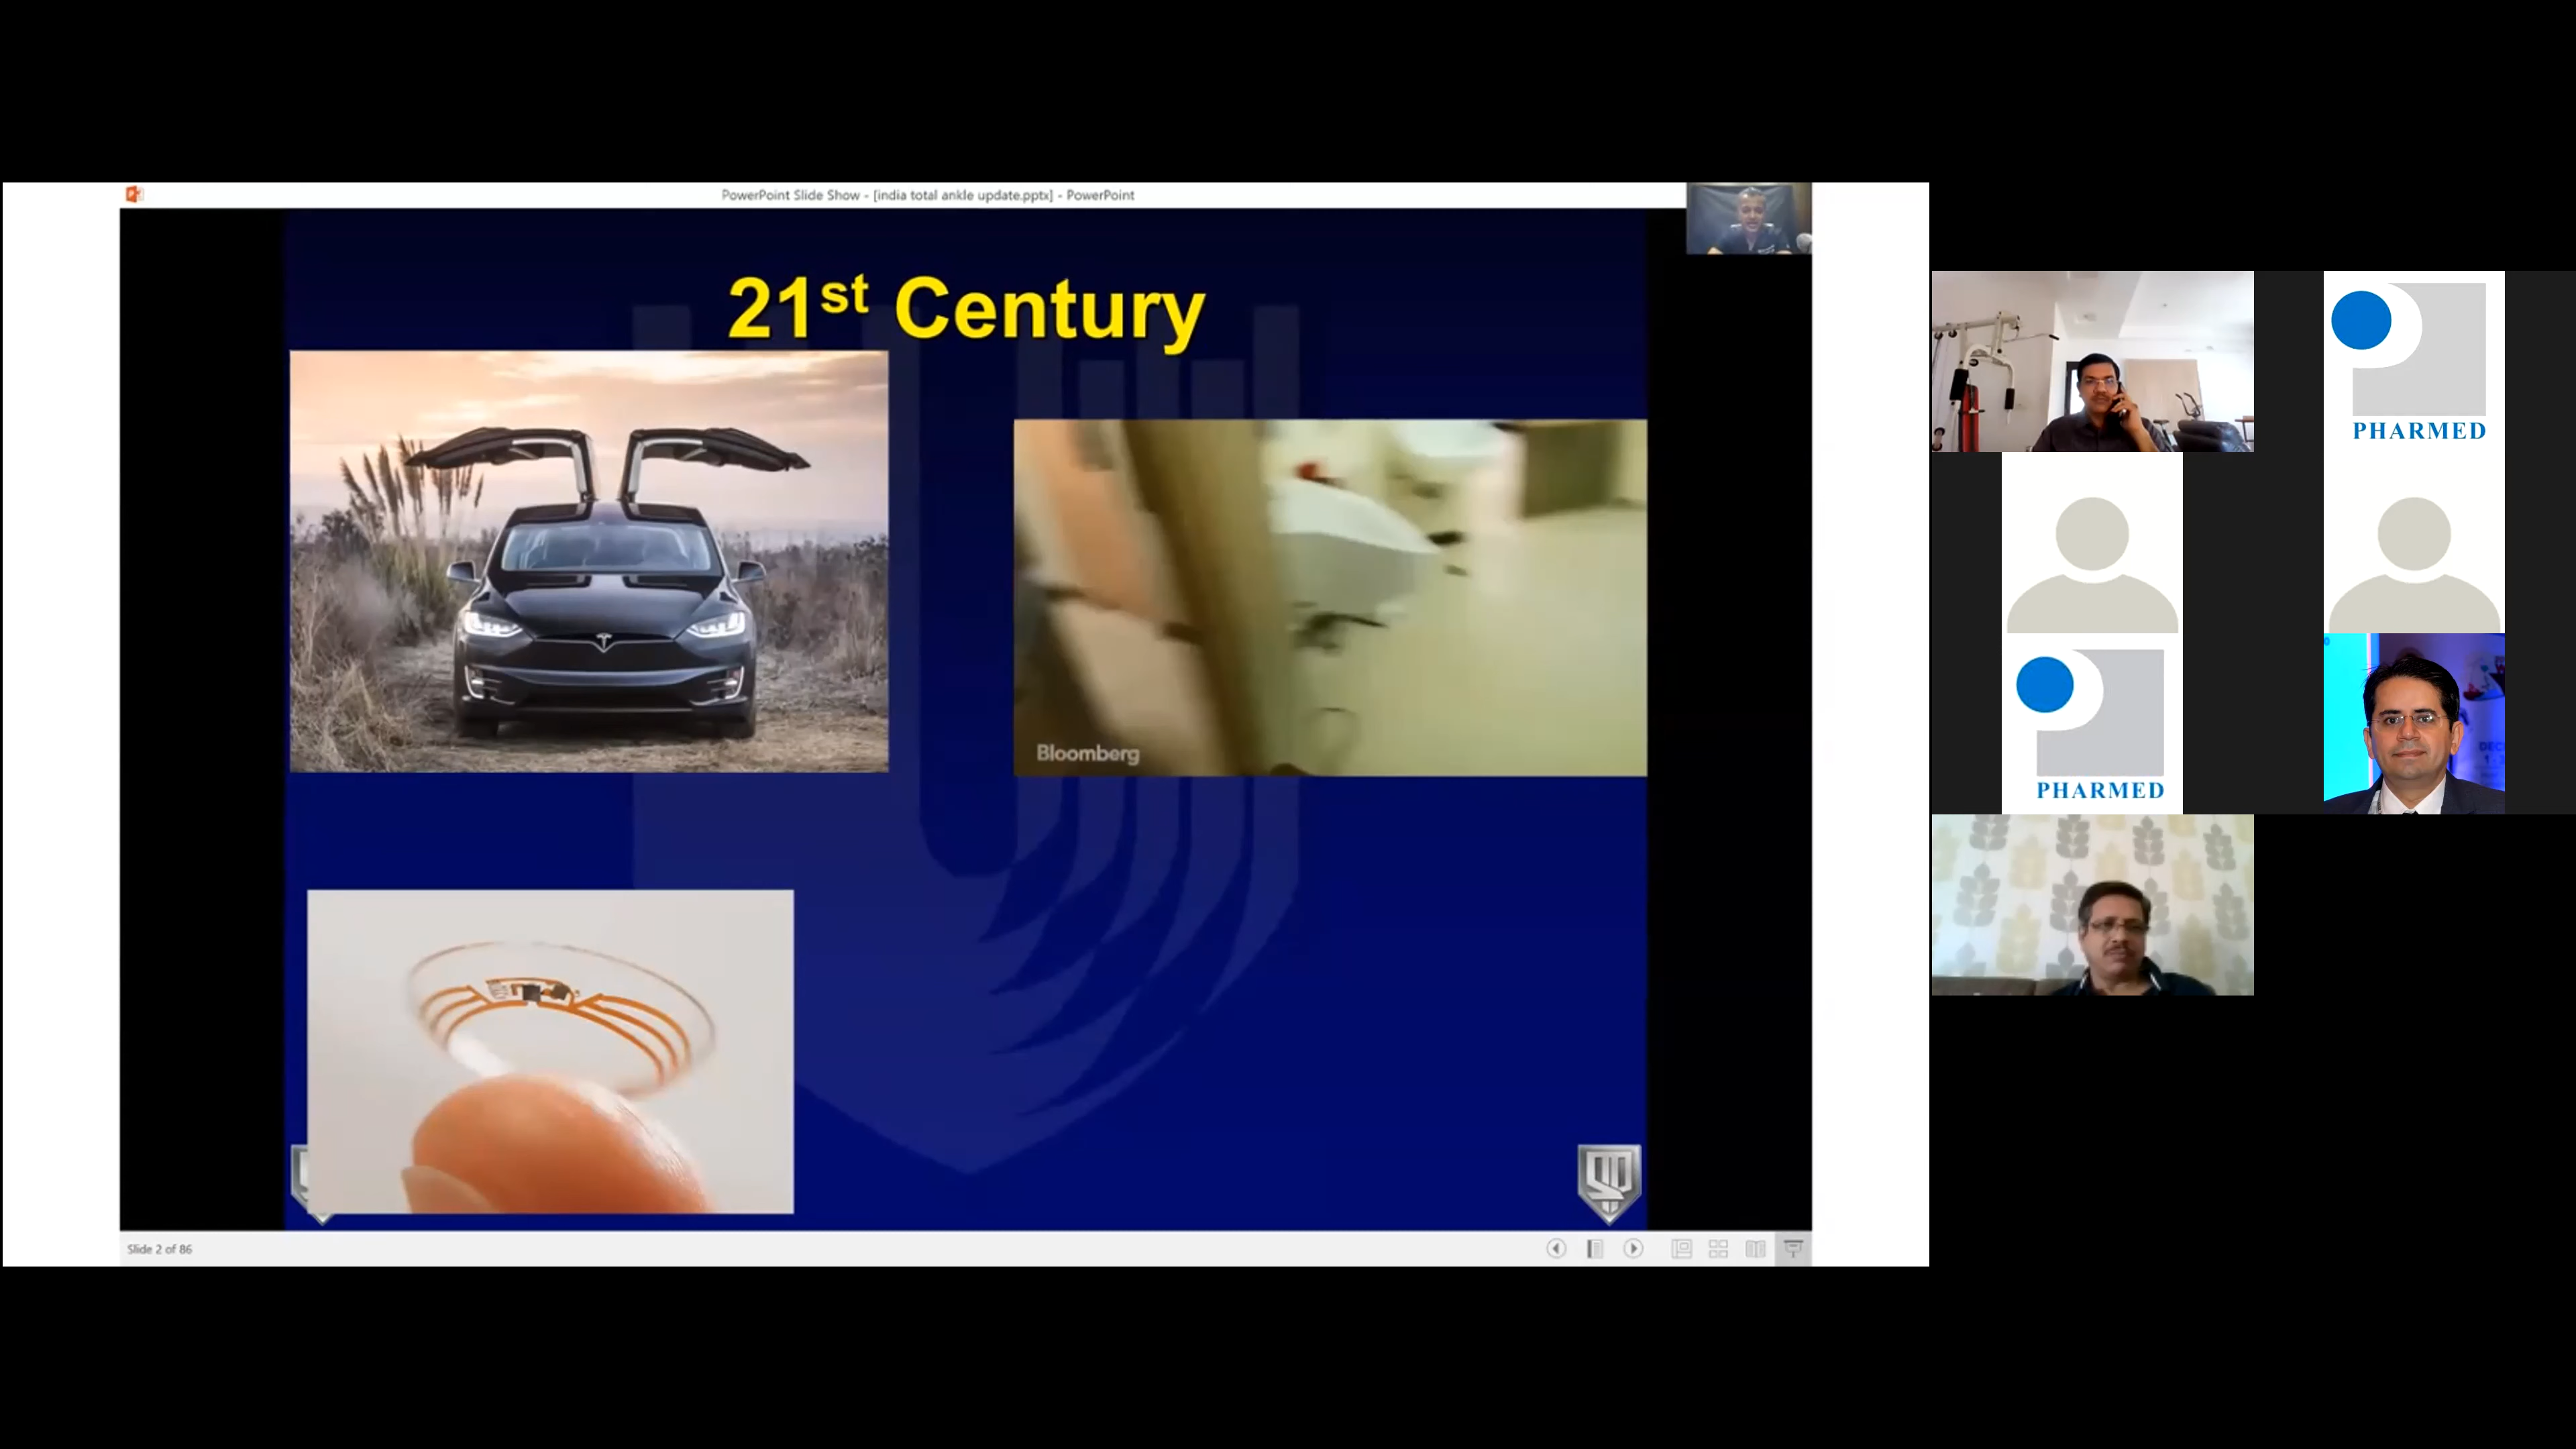 PowerPoint Slide Show - [india total ankle update.pptx] - PowerPoint
21st Century
Bloomberg
Slide 2 of 86
PHARMED
PHARMED